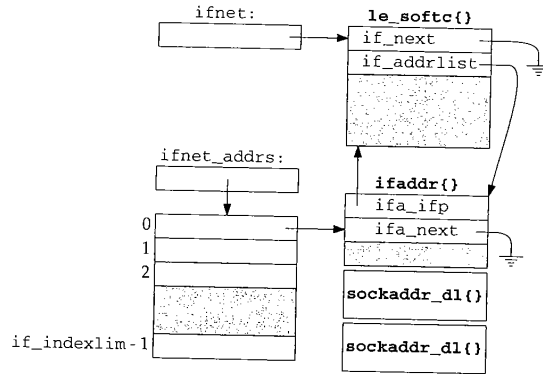 ifnet:
le_softc{}
if_next
if_addrlist
ifnet_addrs:
ifaddr{}
ifa_ifp
ifa_next
0
1
2
sockaddr_dl{}
if_indexlim-1
sockaddr_dl{}